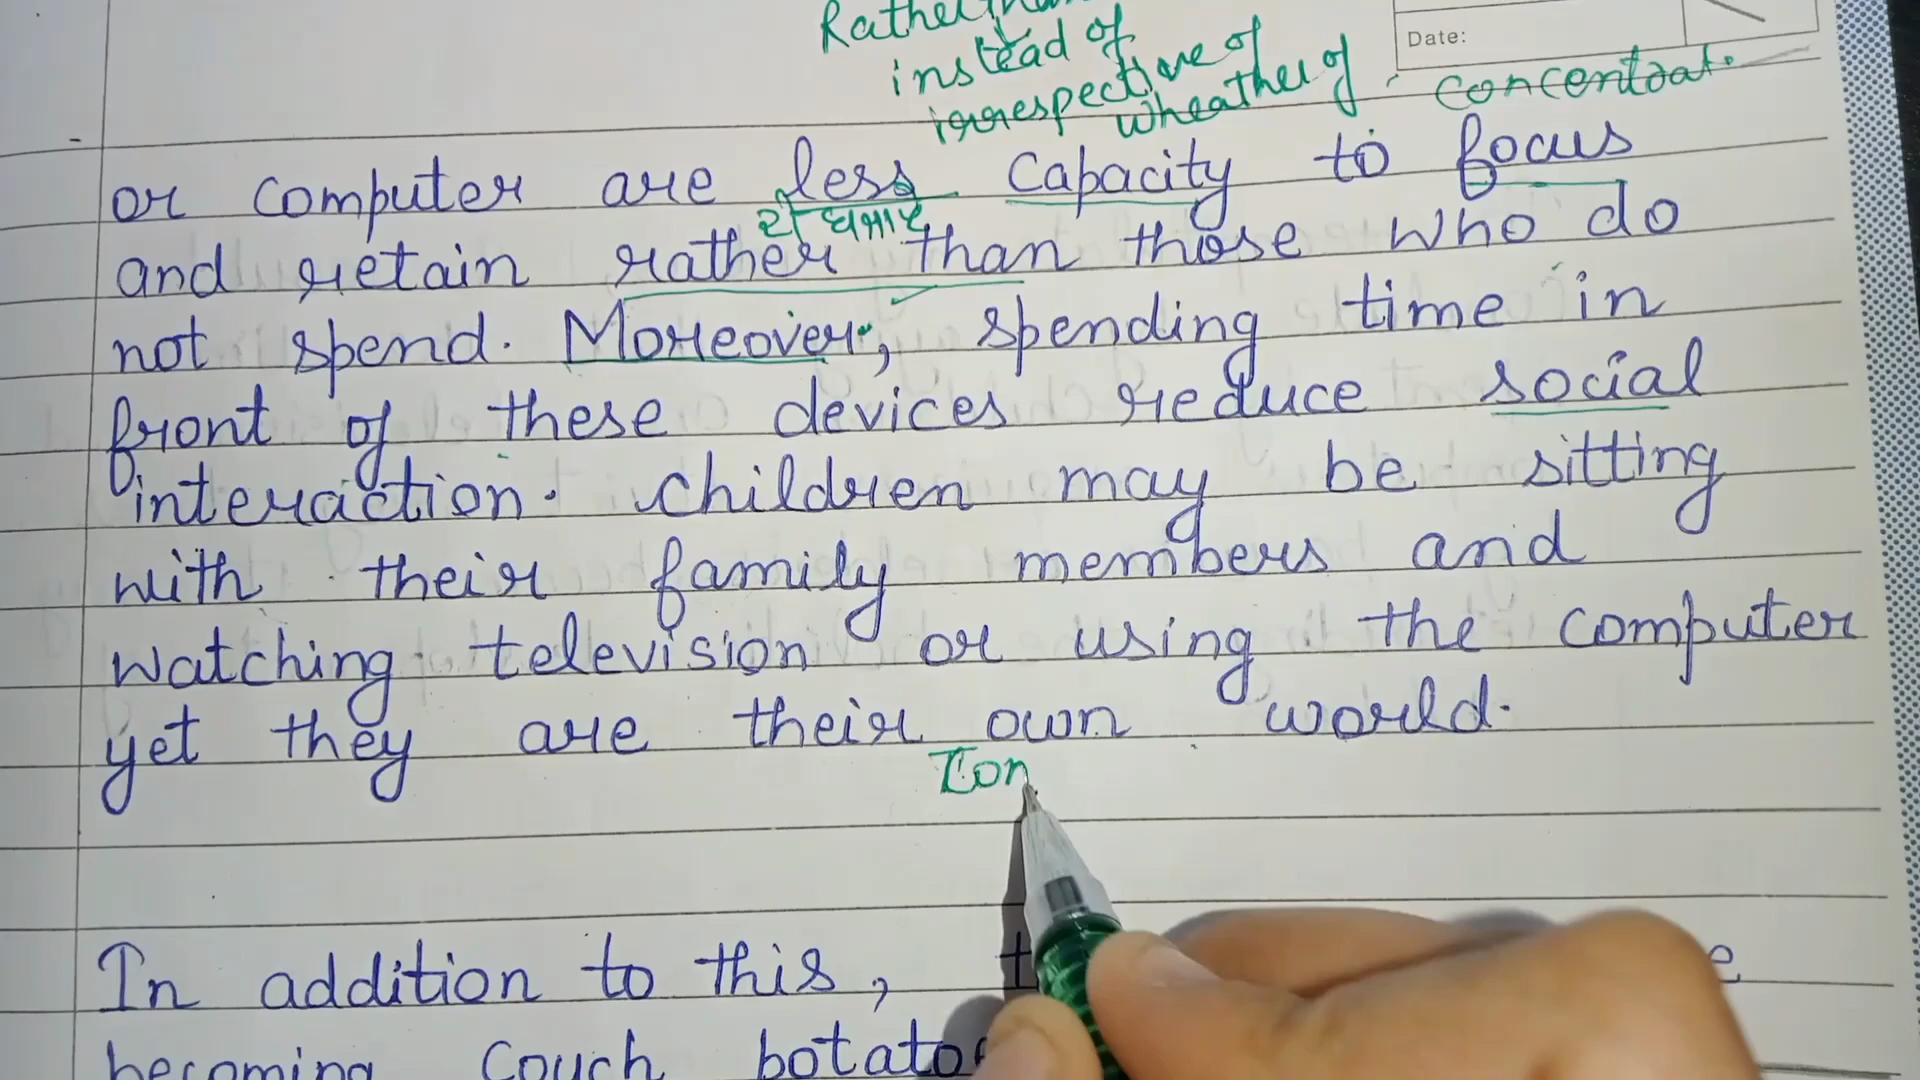 instead of
irrespective of
wheather of
Date:
concentrat.
or computer are less capacity to focus
and retain rather than those who do
not spend. Moreover, spending time in
front of these devices reduce social
interaction. children may be sitting
with their family members and
watching television or using the computer
yet they are their own world.
Ion
In addition to this,
becoming couch